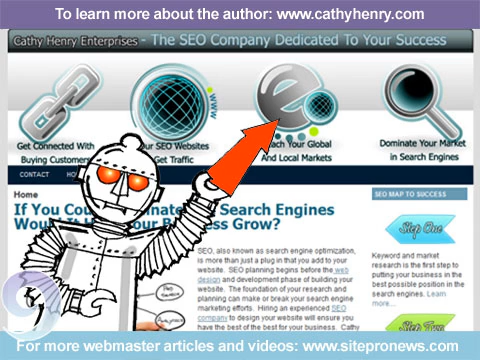 To learn more about the author: www.cathyhenry.com
Cathy Henry Enterprises - The SEO Company Dedicated To Your Success
www
Get Connected With
Buying Customers
Our SEO Websites
Get Traffic
Reach Your Global
And Local Markets
Dominate Your Market
in Search Engines
CONTACT
Home
If You Cou Search Engines
Wou Your Business Grow?
SEO, also known as search engine optimization,
is more than just a plug in that you add to your
website. SEO planning begins before the web
design and development phase of building your
website. The foundation of your research and
planning can make or break your search engine
marketing efforts. Hiring an experienced SEO
company to design your website will ensure you
have the best of the best for your business. Cathy
SEO MAP TO SUCCESS
Step One
Keyword and market
research is the first step to
putting your business in the
best possible position in the
search engines. Learn
more...
Step Two
For more webmaster articles and videos: www.sitepronews.com